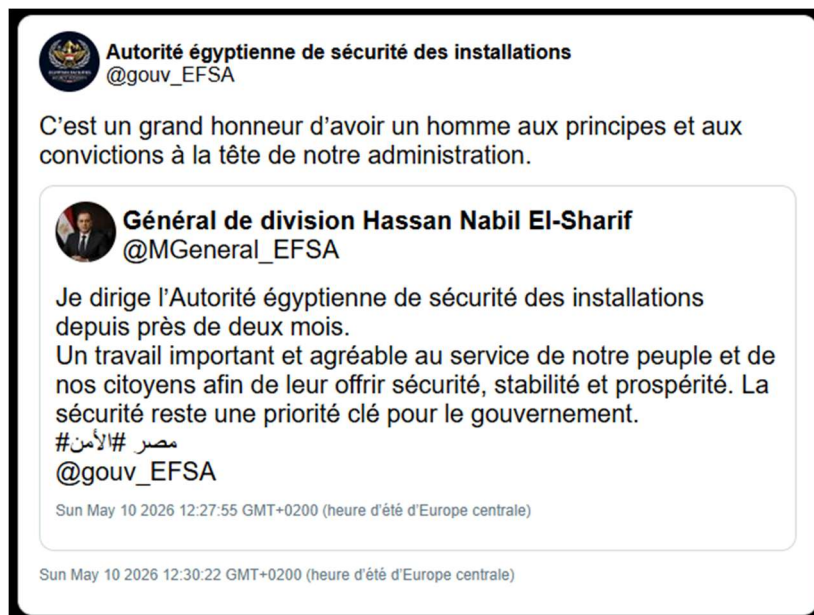 Autorité égyptienne de sécurité des installations
@gouv_EFSA
C’est un grand honneur d’avoir un homme aux principes et aux
convictions à la tête de notre administration.
Général de division Hassan Nabil El-Sharif
@MGeneral_EFSA
Je dirige l’Autorité égyptienne de sécurité des installations
depuis près de deux mois.
Un travail important et agréable au service de notre peuple et de
nos citoyens afin de leur offrir sécurité, stabilité et prospérité. La
sécurité reste une priorité clé pour le gouvernement.
#مصر #الأمن
@gouv_EFSA
Sun May 10 2026 12:27:55 GMT+0200 (heure d’été d’Europe centrale)
Sun May 10 2026 12:30:22 GMT+0200 (heure d’été d’Europe centrale)